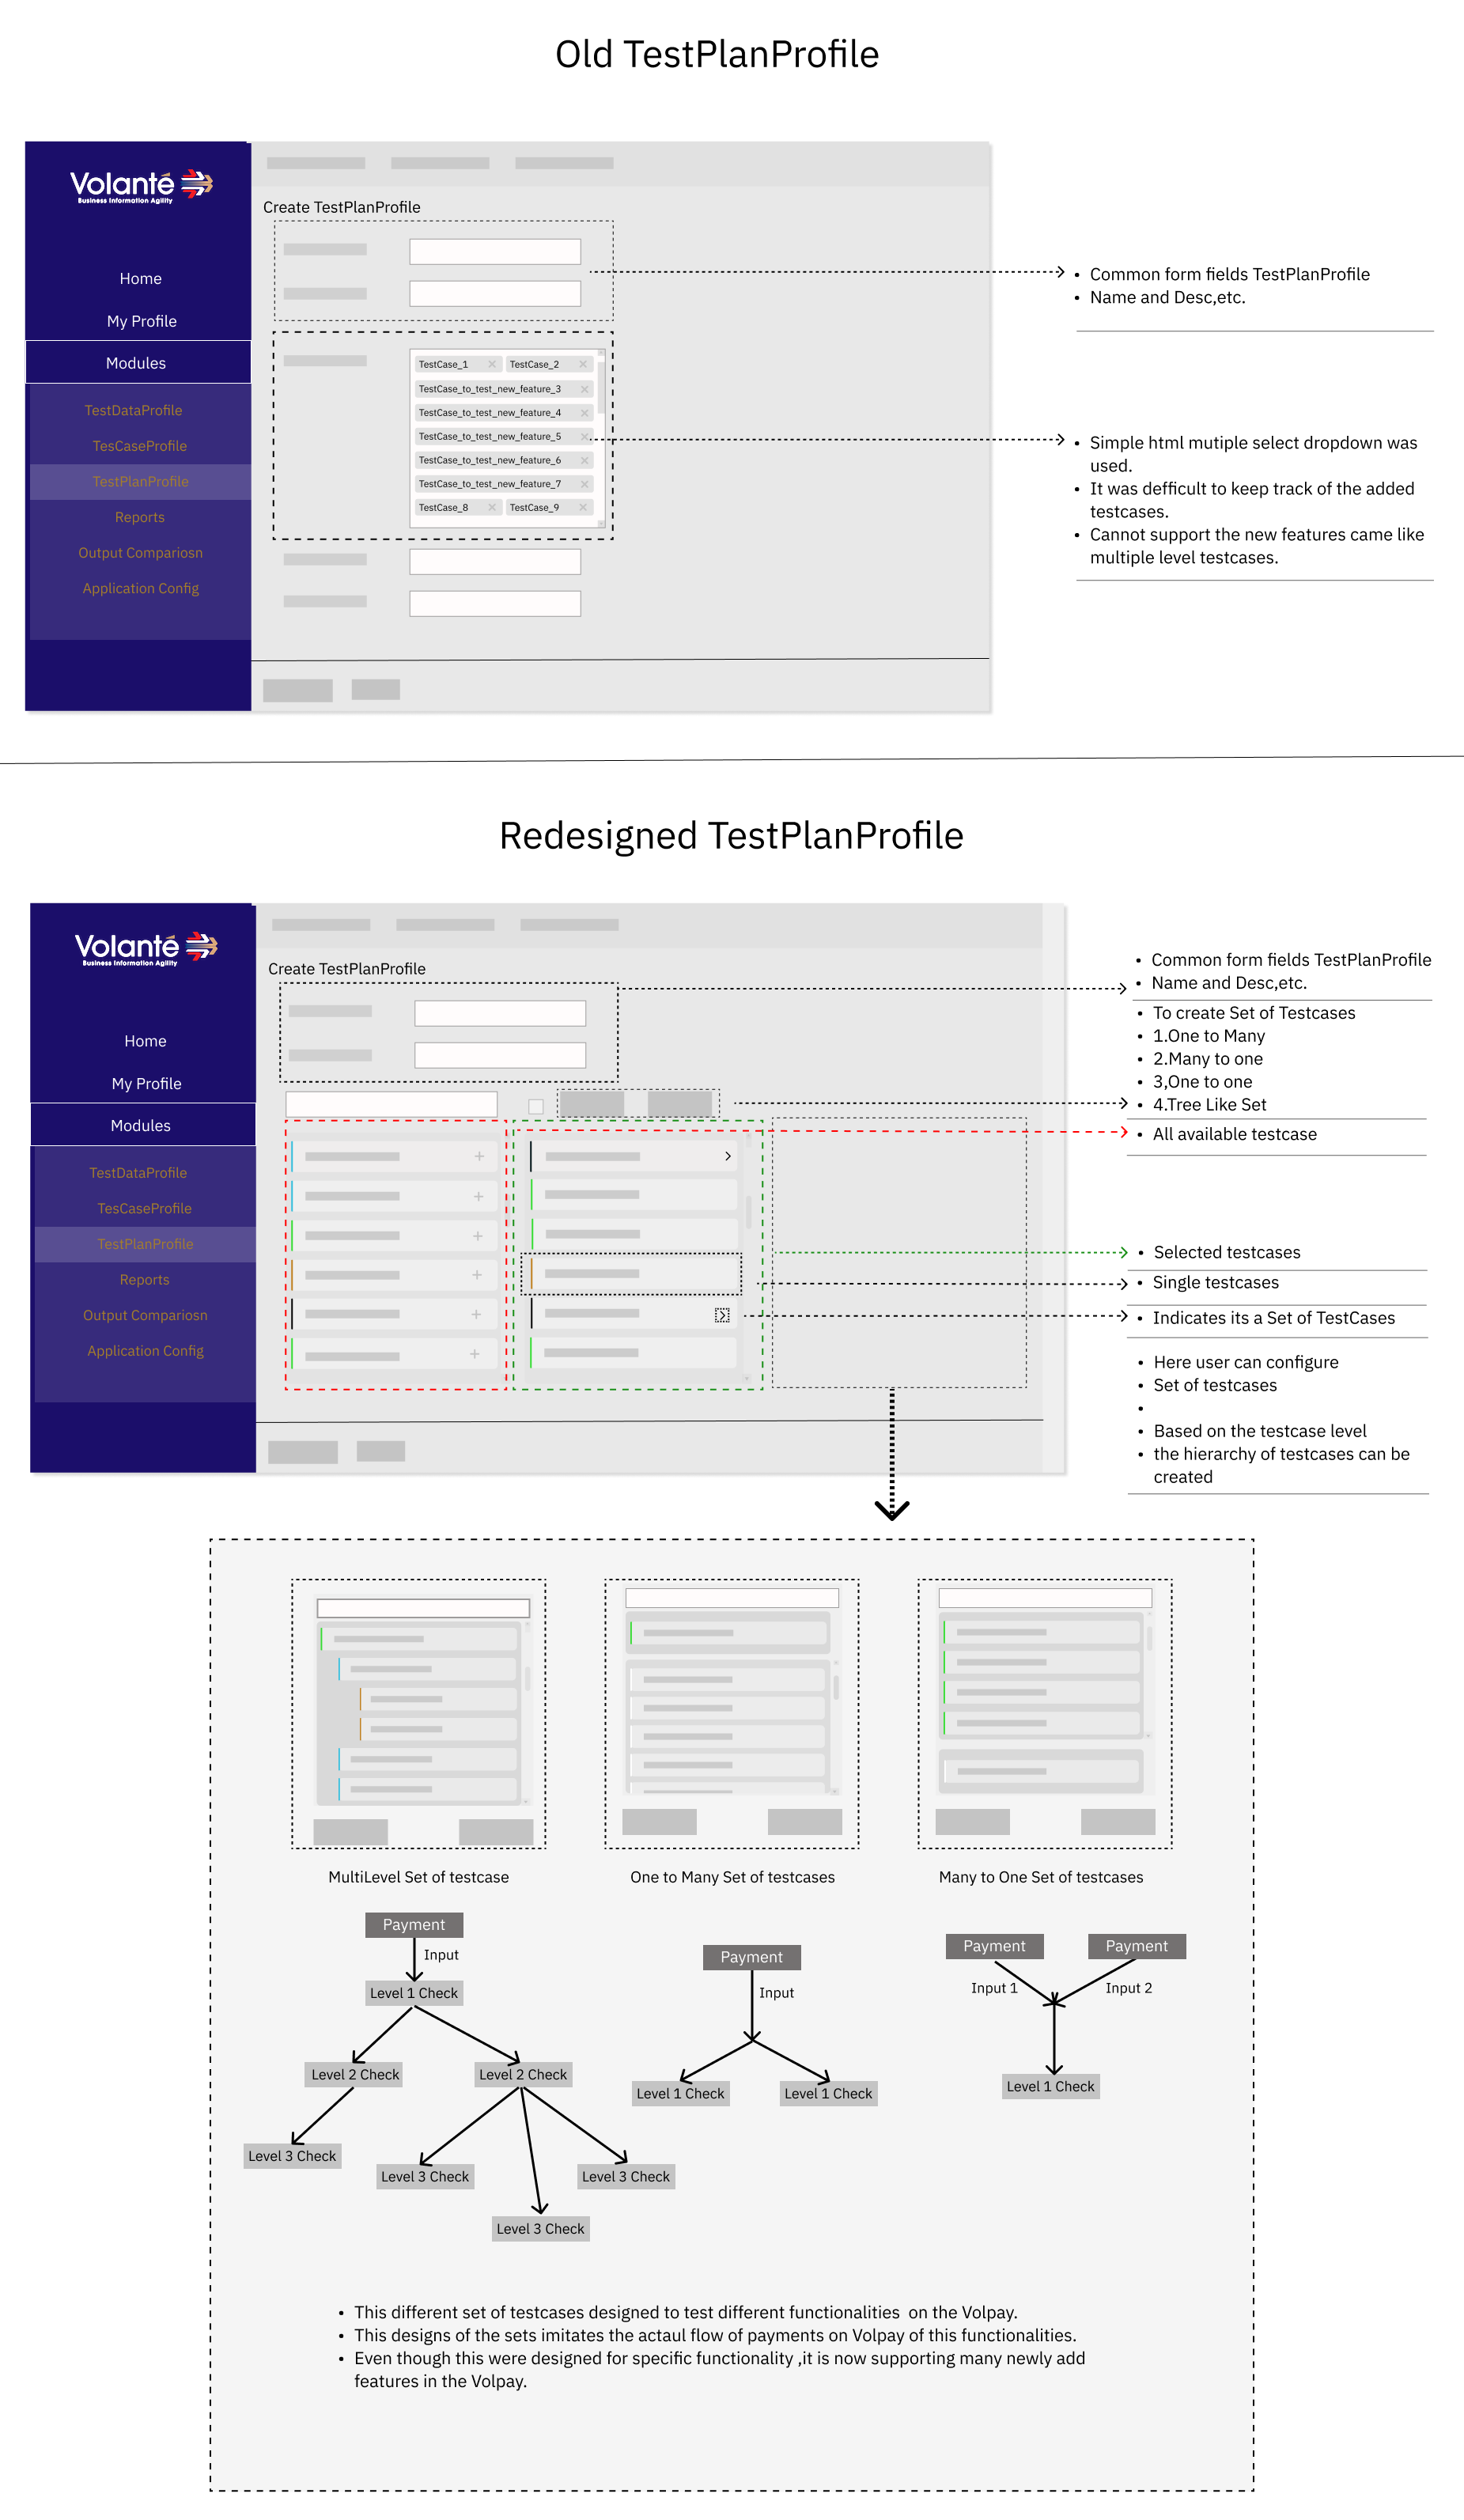 Old TestPlanProfile
Volanté
Business Information Agility
Home
My Profile
Modules
TestDataProfile
TesCaseProfile
TestPlanProfile
Reports
Output Compariosn
Application Config
Create TestPlanProfile
TestCase_1
TestCase_2
TestCase_to_test_new_feature_3
TestCase_to_test_new_feature_4
TestCase_to_test_new_feature_5
TestCase_to_test_new_feature_6
TestCase_to_test_new_feature_7
TestCase_8
TestCase_9
• Common form fields TestPlanProfile
• Name and Desc,etc.
• Simple html mutiple select dropdown was
used.
• It was defficult to keep track of the added
testcases.
• Cannot support the new features came like
multiple level testcases.
Redesigned TestPlanProfile
Volanté
Business Information Agility
Home
My Profile
Modules
TestDataProfile
TesCaseProfile
TestPlanProfile
Reports
Output Compariosn
Application Config
Create TestPlanProfile
• Common form fields TestPlanProfile
• Name and Desc,etc.
• To create Set of Testcases
• 1.One to Many
• 2.Many to one
• 3,One to one
• 4.Tree Like Set
• All available testcase
• Selected testcases
• Single testcases
• Indicates its a Set of TestCases
• Here user can configure
• Set of testcases
•
• Based on the testcase level
• the hierarchy of testcases can be
created
MultiLevel Set of testcase
One to Many Set of testcases
Many to One Set of testcases
Payment
Input
Level 1 Check
Level 2 Check
Level 2 Check
Level 3 Check
Level 3 Check
Level 3 Check
Level 3 Check
Payment
Input
Level 1 Check
Level 1 Check
Payment
Payment
Input 1
Input 2
Level 1 Check
• This different set of testcases designed to test different functionalities  on the Volpay.
• This designs of the sets imitates the actaul flow of payments on Volpay of this functionalities.
• Even though this were designed for specific functionality ,it is now supporting many newly add
features in the Volpay.